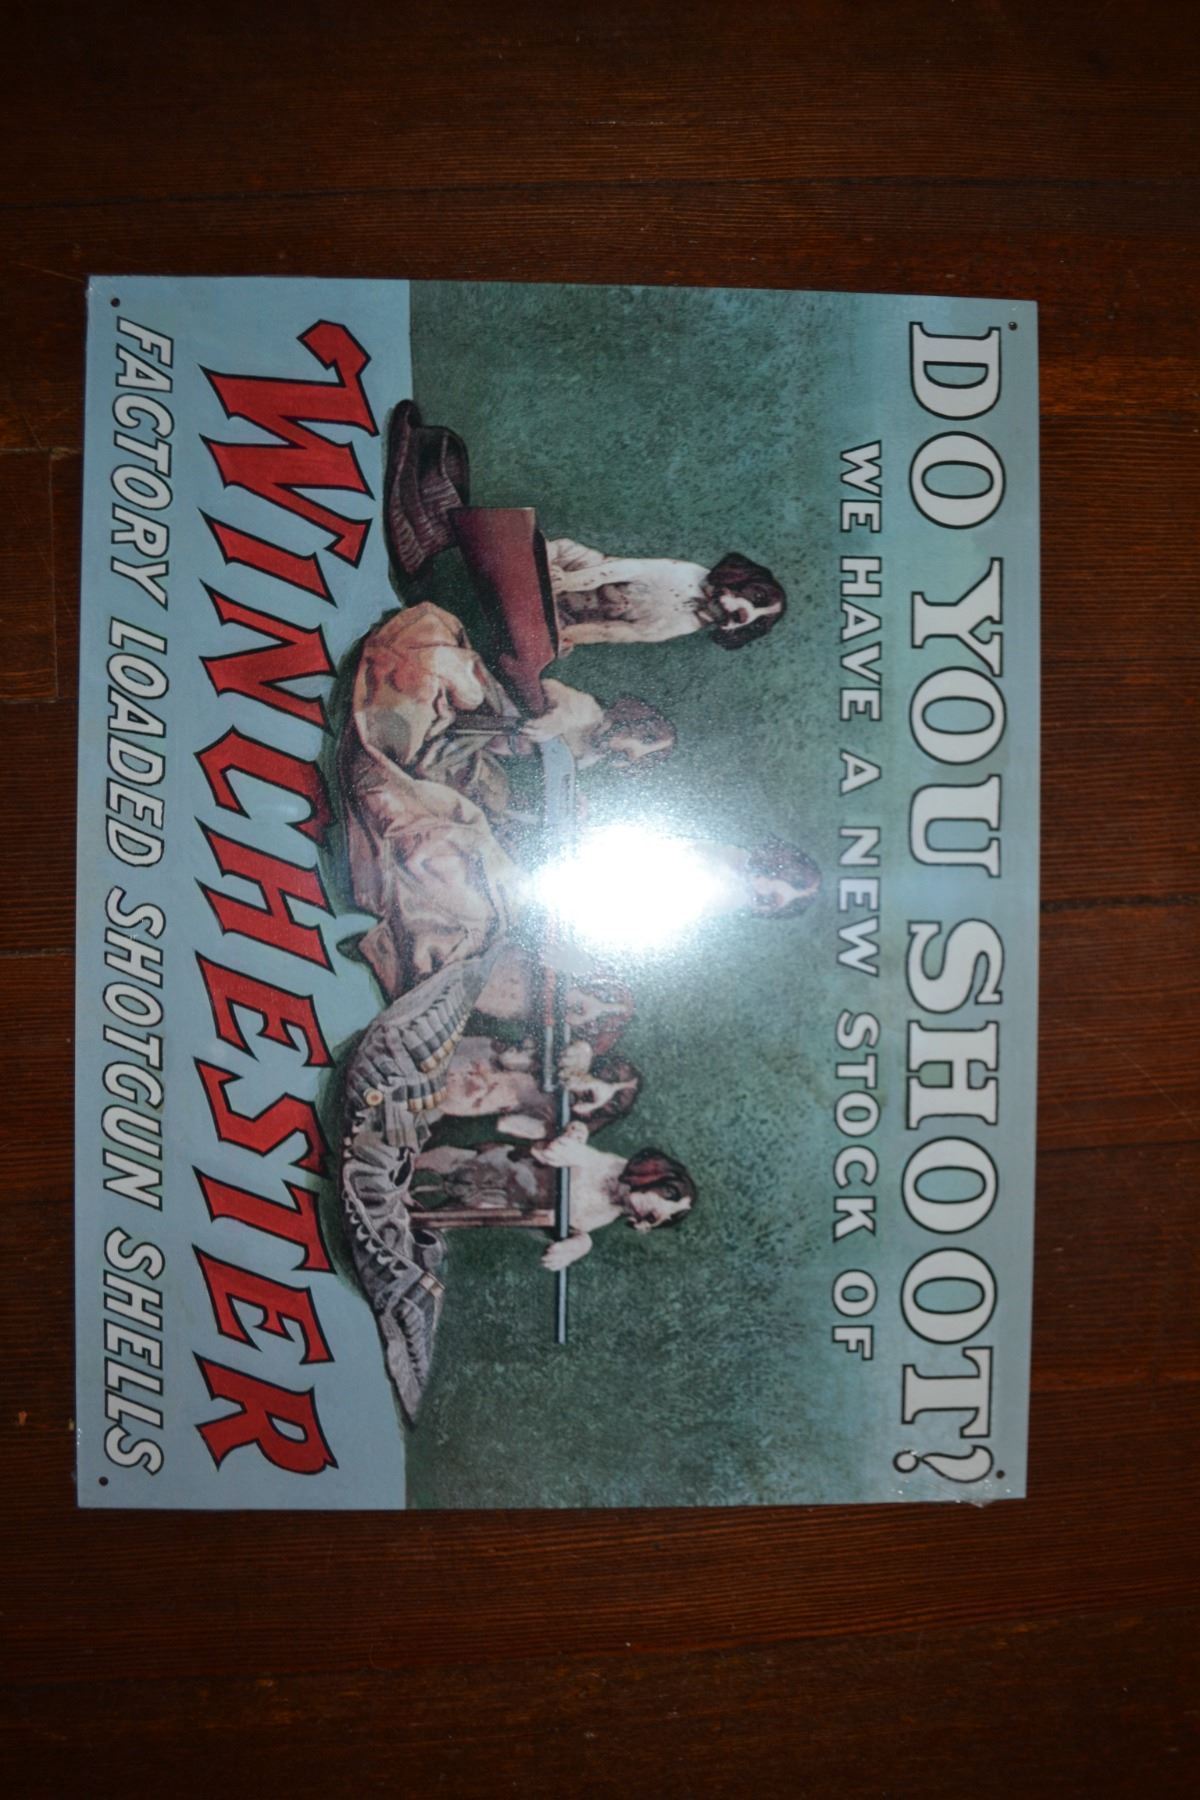 DO YOU SHOOT?
WE HAVE A NEW STOCK OF
WINCHESTER
FACTORY LOADED SHOTGUN SHELLS